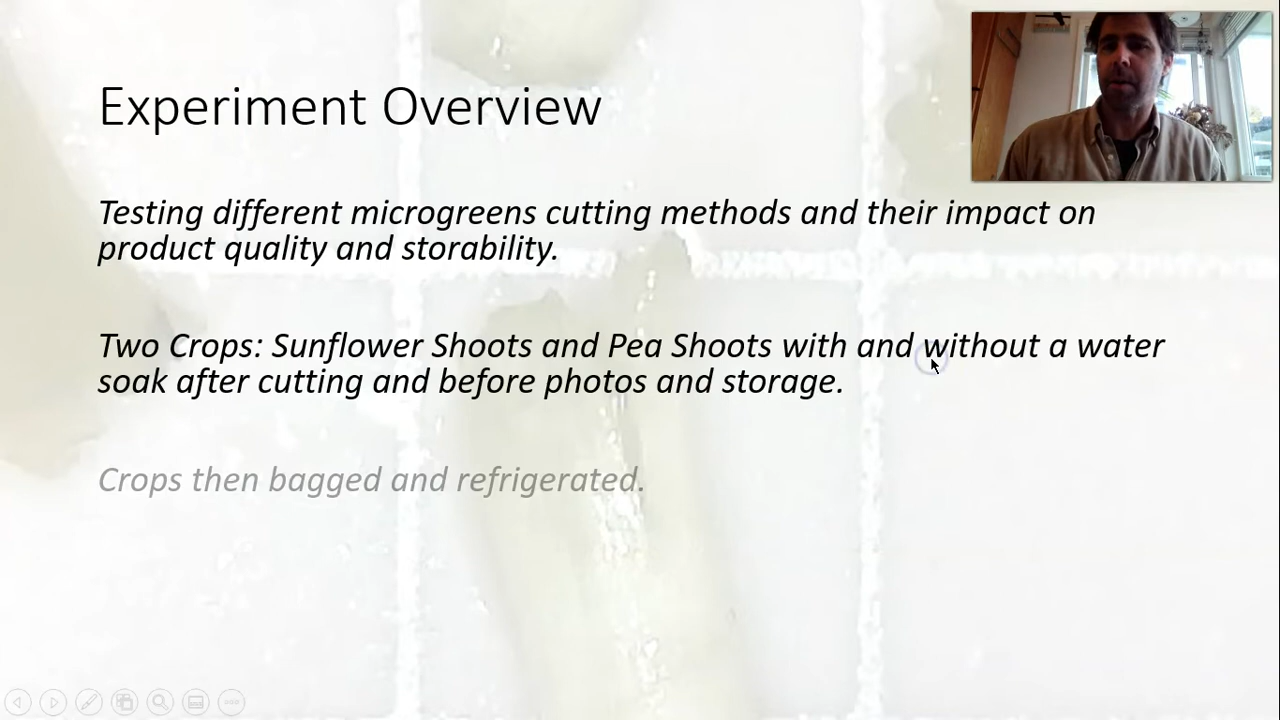 Experiment Overview
Testing different microgreens cutting methods and their impact on
product quality and storability.
Two Crops: Sunflower Shoots and Pea Shoots with and without a water
soak after cutting and before photos and storage.
Crops then bagged and refrigerated.